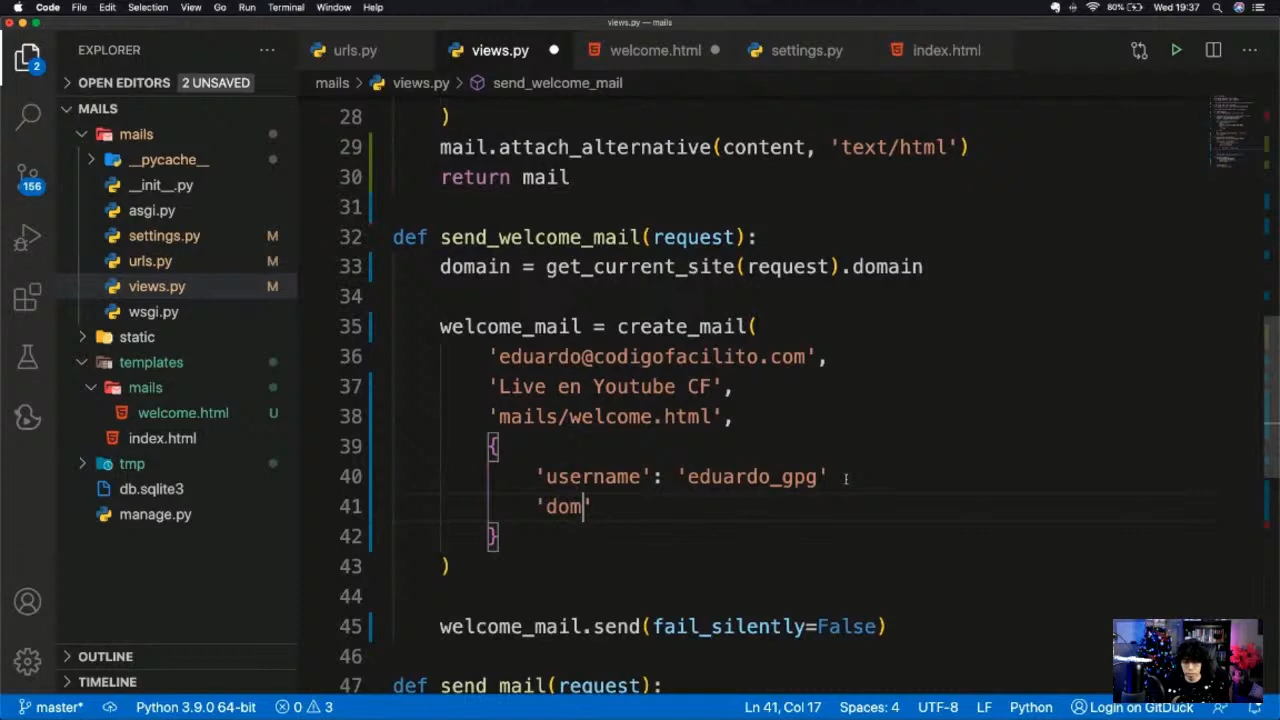 Code File Edit Selection View Go Run Terminal Window Help 80% Wed 19:37
views.py — mails
EXPLORER
urls.py views.py welcome.html settings.py index.html
OPEN EDITORS 2 UNSAVED
mails > views.py > send_welcome_mail
MAILS
mails
__pycache__
__init__.py
asgi.py
settings.py M
urls.py M
views.py M
wsgi.py
static
templates
mails
welcome.html U
index.html
tmp
db.sqlite3
manage.py
OUTLINE
TIMELINE
2
156
28 )
29 mail.attach_alternative(content, 'text/html')
30 return mail
31
32 def send_welcome_mail(request):
33 domain = get_current_site(request).domain
34
35 welcome_mail = create_mail(
36 'eduardo@codigofacilito.com',
37 'Live en Youtube CF',
38 'mails/welcome.html',
39 {
40 'username': 'eduardo_gpg'
41 'dom'
42 }
43 )
44
45 welcome_mail.send(fail_silently=False)
46
47 def send_mail(request):
master* Python 3.9.0 64-bit 0 3 Ln 41, Col 17 Spaces: 4 UTF-8 LF Python Login on GitDuck